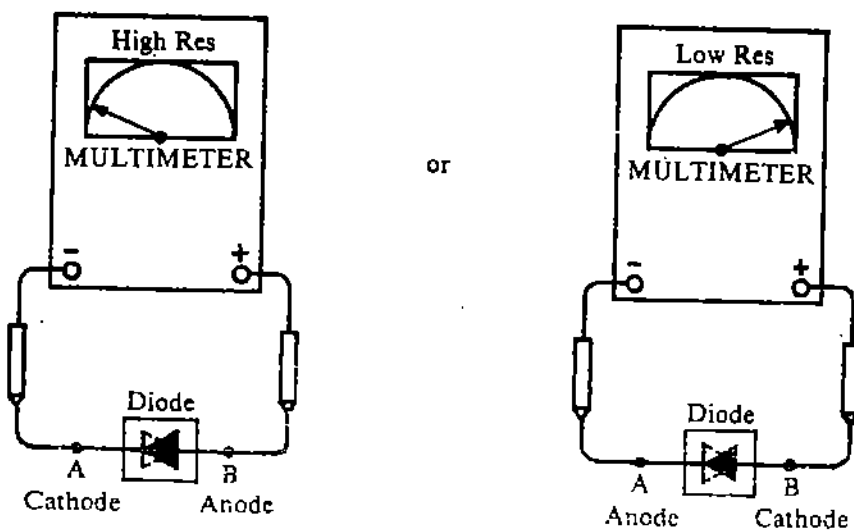 High Res
MULTIMETER
- +
Diode
A B
Cathode Anode
or
Low Res
MULTIMETER
- +
Diode
A B
Anode Cathode